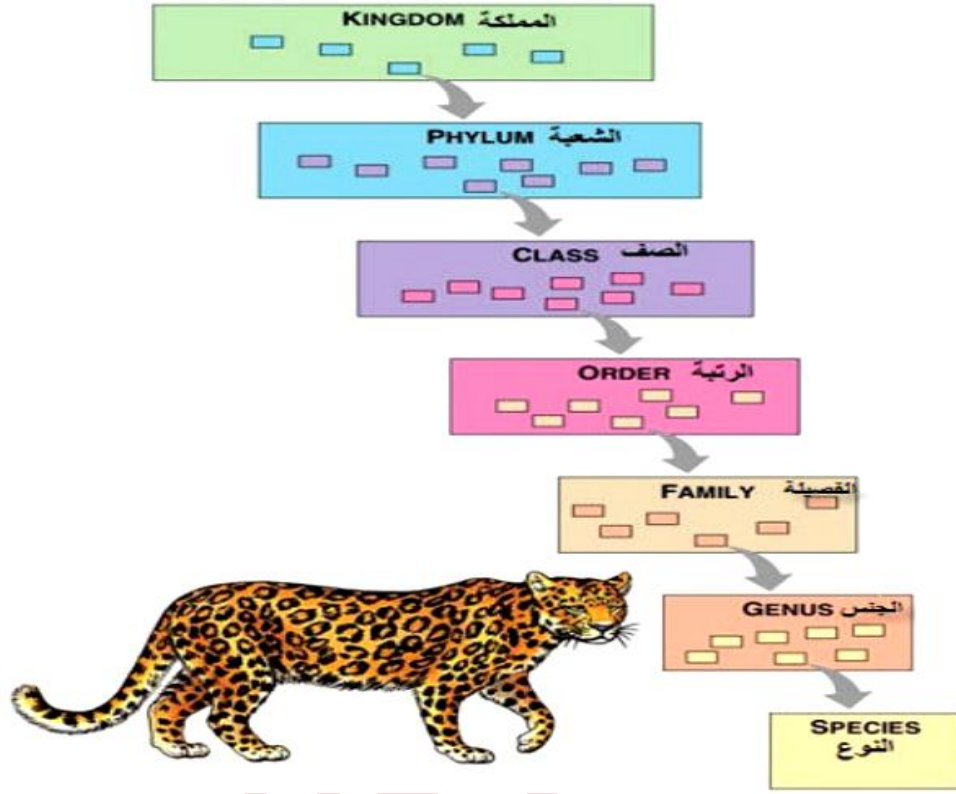 KINGDOM المملكة
PHYLUM الشعبة
CLASS الصف
ORDER الرتبة
FAMILY الفصيلة
GENUS الجنس
SPECIES
النوع